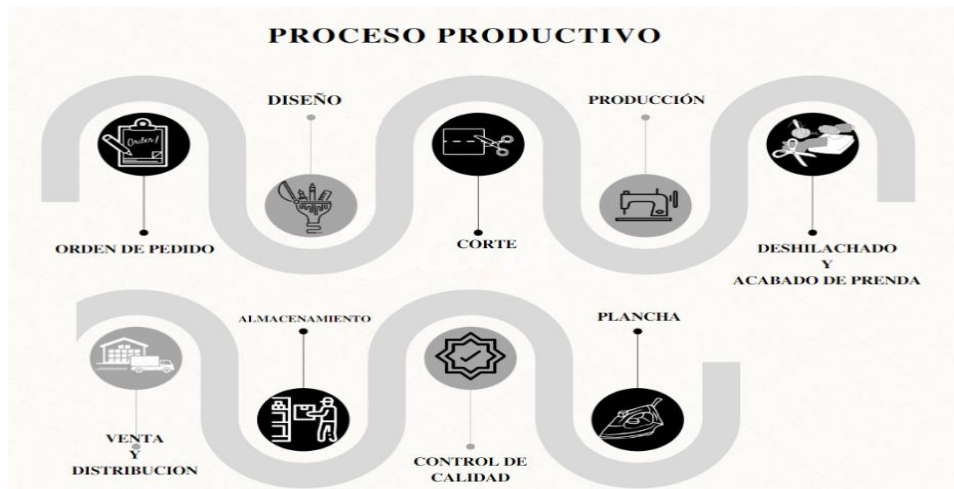 PROCESO PRODUCTIVO
DISEÑO
PRODUCCIÓN
Order!
ORDEN DE PEDIDO
CORTE
DESHILACHADO
Y
ACABADO DE PRENDA
ALMACENAMIENTO
PLANCHA
VENTA
Y
DISTRIBUCION
CONTROL DE
CALIDAD